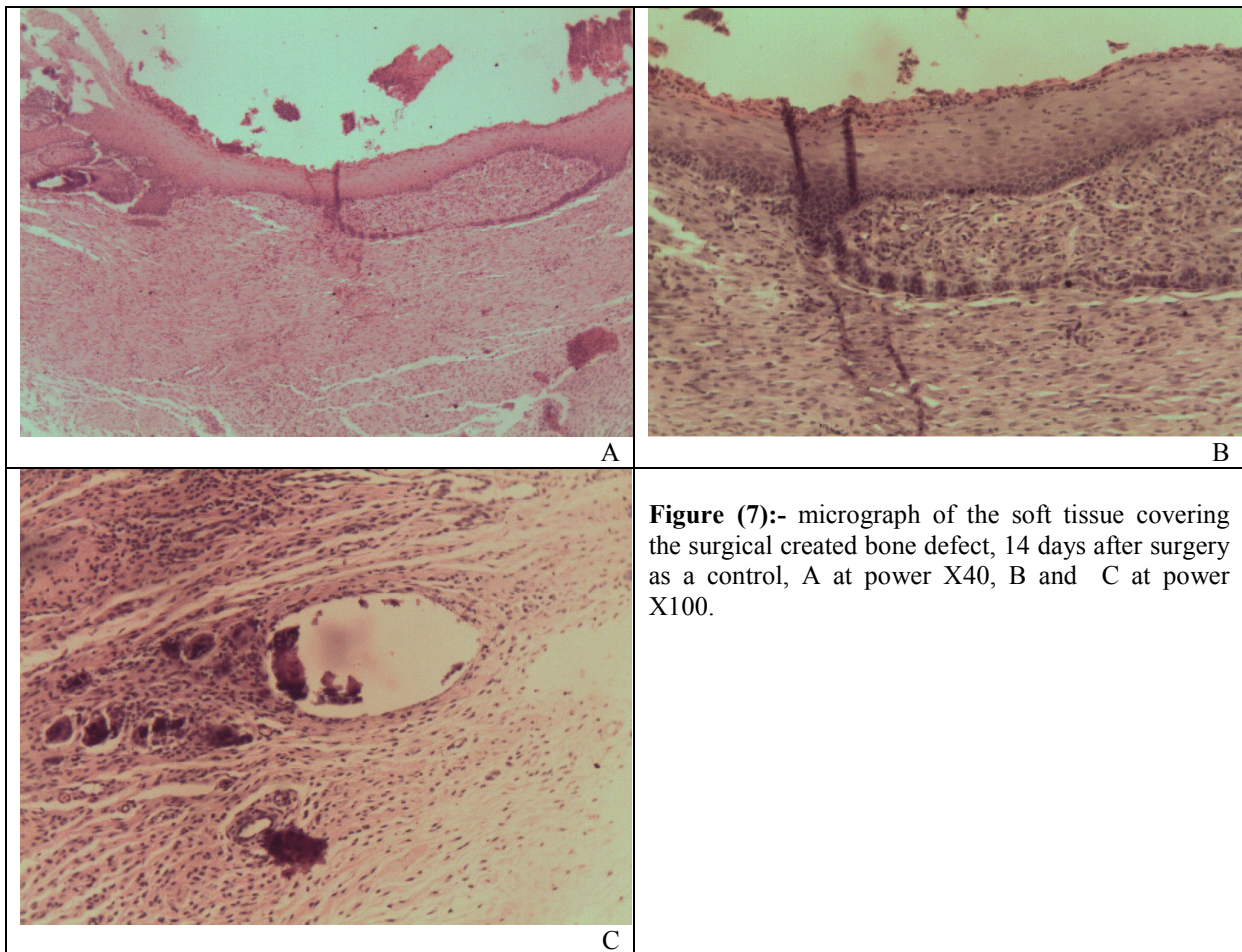 A
B
C
Figure (7):- micrograph of the soft tissue covering
the surgical created bone defect, 14 days after surgery
as a control, A at power X40, B and C at power
X100.